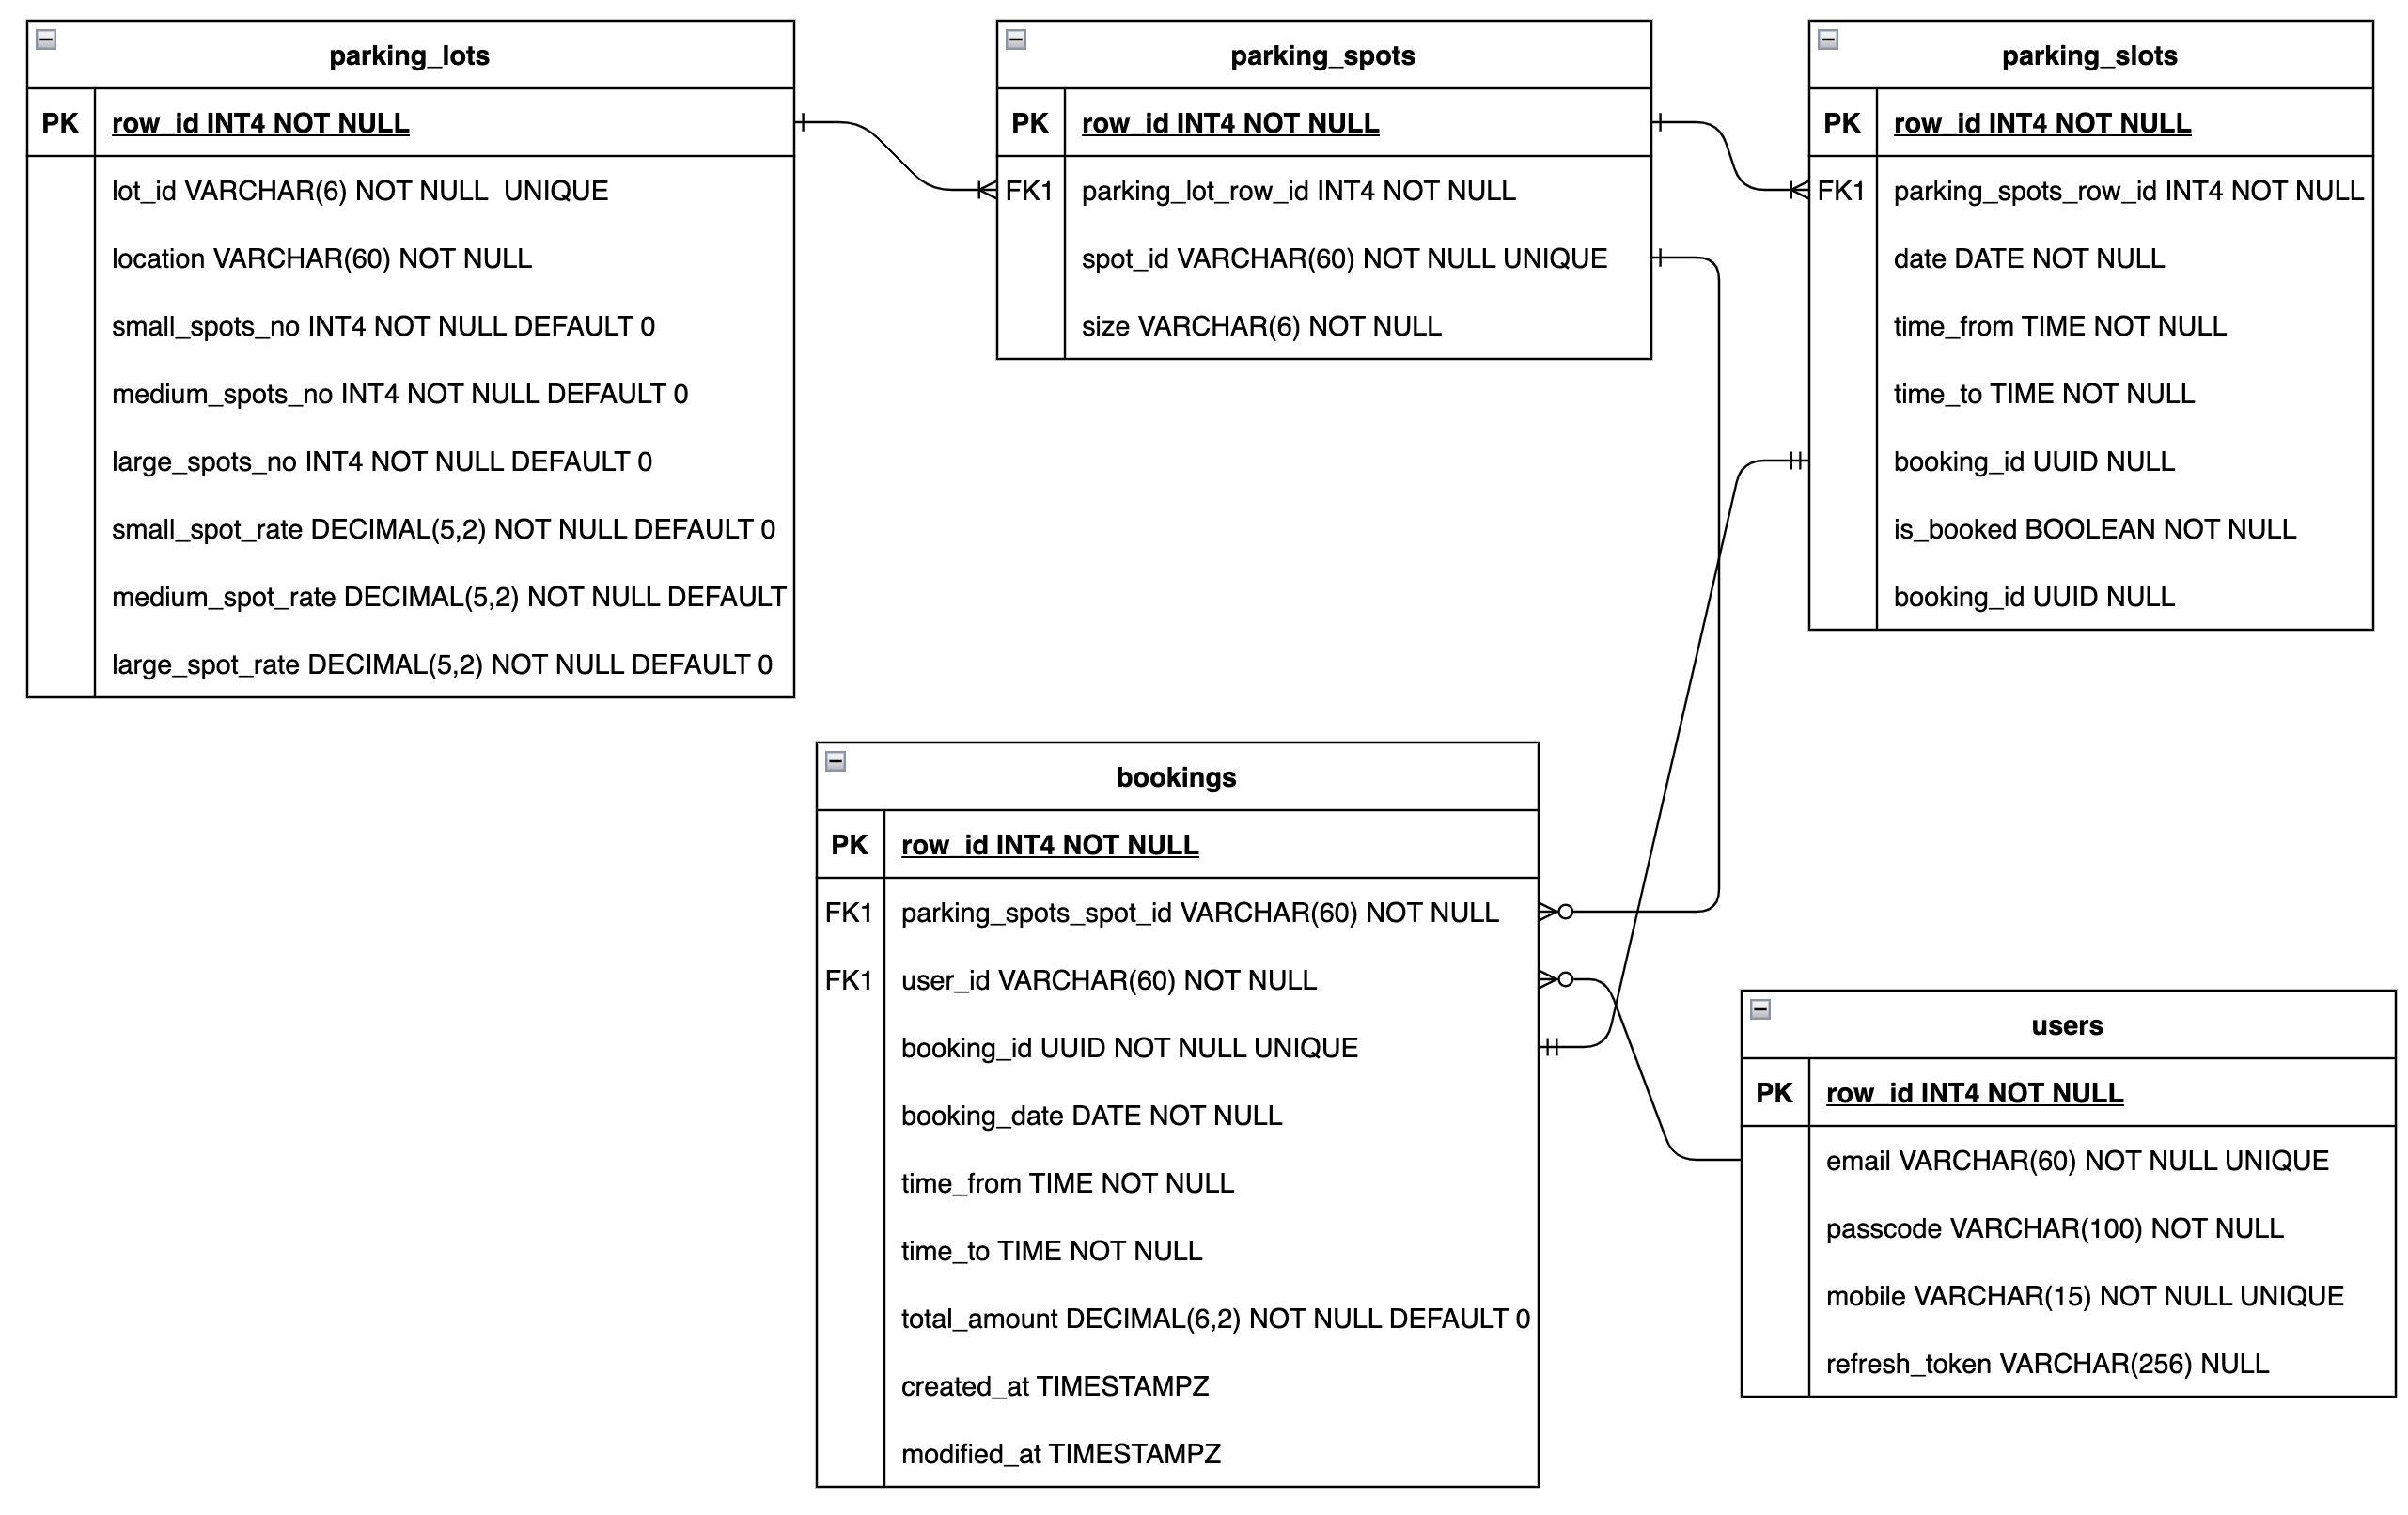 parking_lots
PK row_id INT4 NOT NULL
lot_id VARCHAR(6) NOT NULL  UNIQUE
location VARCHAR(60) NOT NULL
small_spots_no INT4 NOT NULL DEFAULT 0
medium_spots_no INT4 NOT NULL DEFAULT 0
large_spots_no INT4 NOT NULL DEFAULT 0
small_spot_rate DECIMAL(5,2) NOT NULL DEFAULT 0
medium_spot_rate DECIMAL(5,2) NOT NULL DEFAULT
large_spot_rate DECIMAL(5,2) NOT NULL DEFAULT 0
parking_spots
PK row_id INT4 NOT NULL
FK1 parking_lot_row_id INT4 NOT NULL
spot_id VARCHAR(60) NOT NULL UNIQUE
size VARCHAR(6) NOT NULL
parking_slots
PK row_id INT4 NOT NULL
FK1 parking_spots_row_id INT4 NOT NULL
date DATE NOT NULL
time_from TIME NOT NULL
time_to TIME NOT NULL
booking_id UUID NULL
is_booked BOOLEAN NOT NULL
booking_id UUID NULL
bookings
PK row_id INT4 NOT NULL
FK1 parking_spots_spot_id VARCHAR(60) NOT NULL
FK1 user_id VARCHAR(60) NOT NULL
booking_id UUID NOT NULL UNIQUE
booking_date DATE NOT NULL
time_from TIME NOT NULL
time_to TIME NOT NULL
total_amount DECIMAL(6,2) NOT NULL DEFAULT 0
created_at TIMESTAMPZ
modified_at TIMESTAMPZ
users
PK row_id INT4 NOT NULL
email VARCHAR(60) NOT NULL UNIQUE
passcode VARCHAR(100) NOT NULL
mobile VARCHAR(15) NOT NULL UNIQUE
refresh_token VARCHAR(256) NULL